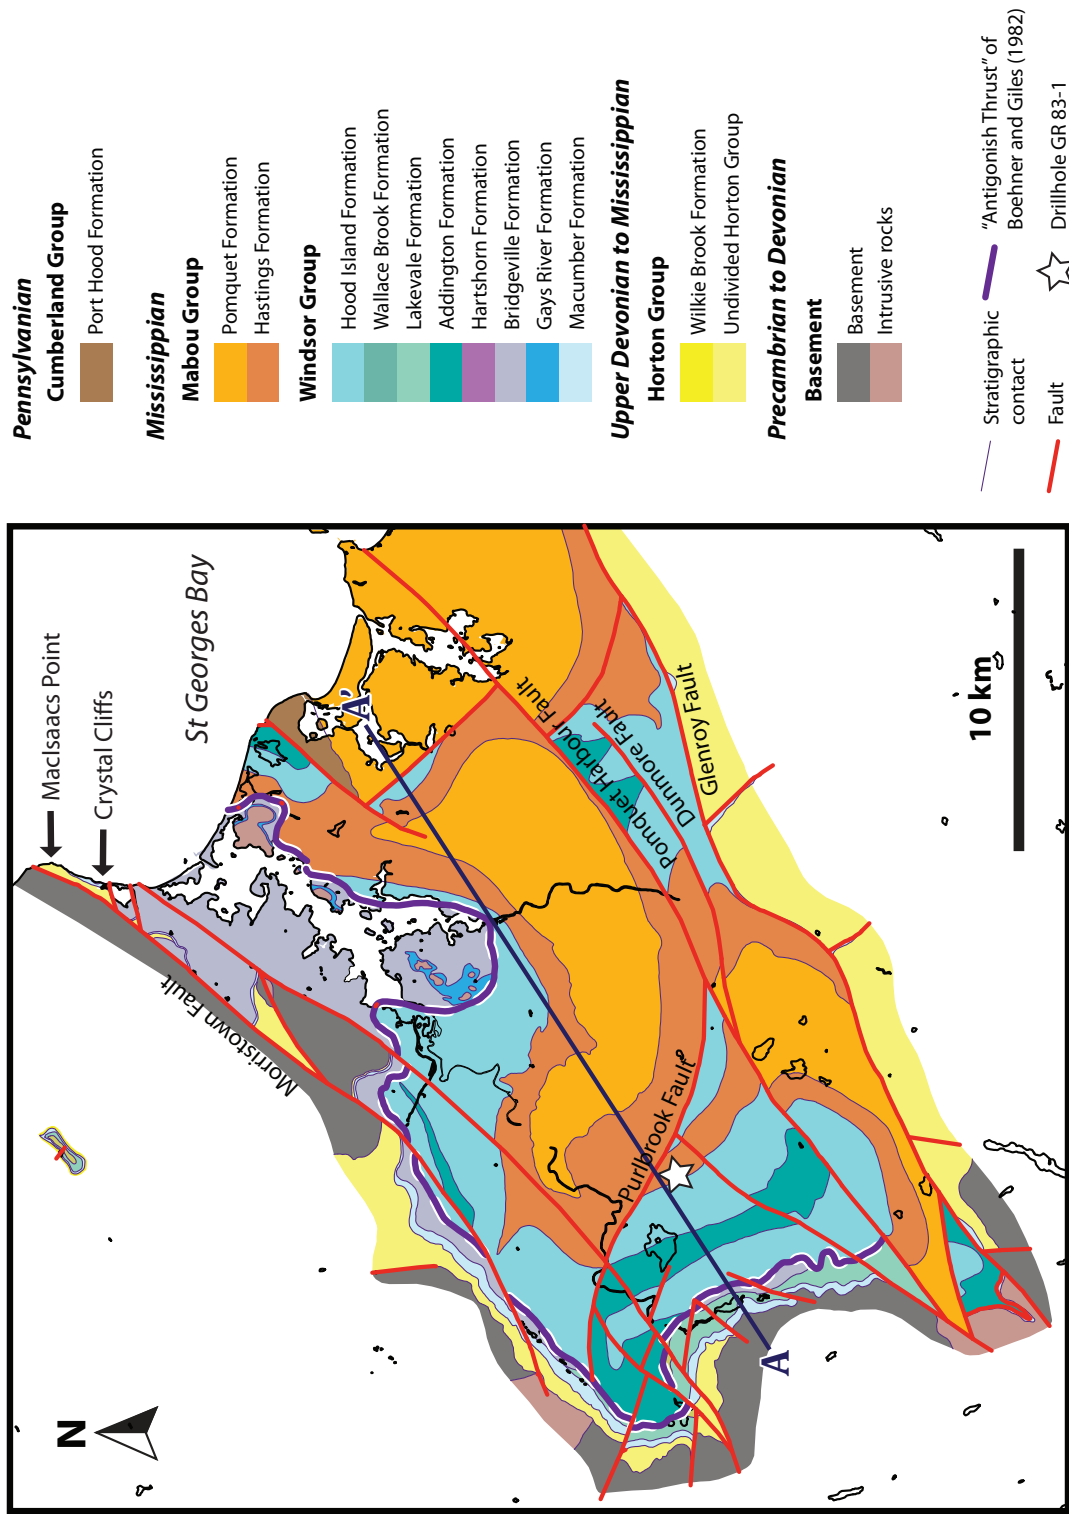 N
MacIsaacs Point
Crystal Cliffs
St Georges Bay
Morristown Fault
A'
Pomquet Harbour Fault
Dunmore Fault
Glenroy Fault
Purlbrook Fault
A
10 km
Pennsylvanian
Cumberland Group
Port Hood Formation
Mississippian
Mabou Group
Pomquet Formation
Hastings Formation
Windsor Group
Hood Island Formation
Wallace Brook Formation
Lakevale Formation
Addington Formation
Hartshorn Formation
Bridgeville Formation
Gays River Formation
Macumber Formation
Upper Devonian to Mississippian
Horton Group
Wilkie Brook Formation
Undivided Horton Group
Precambrian to Devonian
Basement
Basement
Intrusive rocks
Stratigraphic
contact
Fault
"Antigonish Thrust" of
Boehner and Giles (1982)
Drillhole GR 83-1